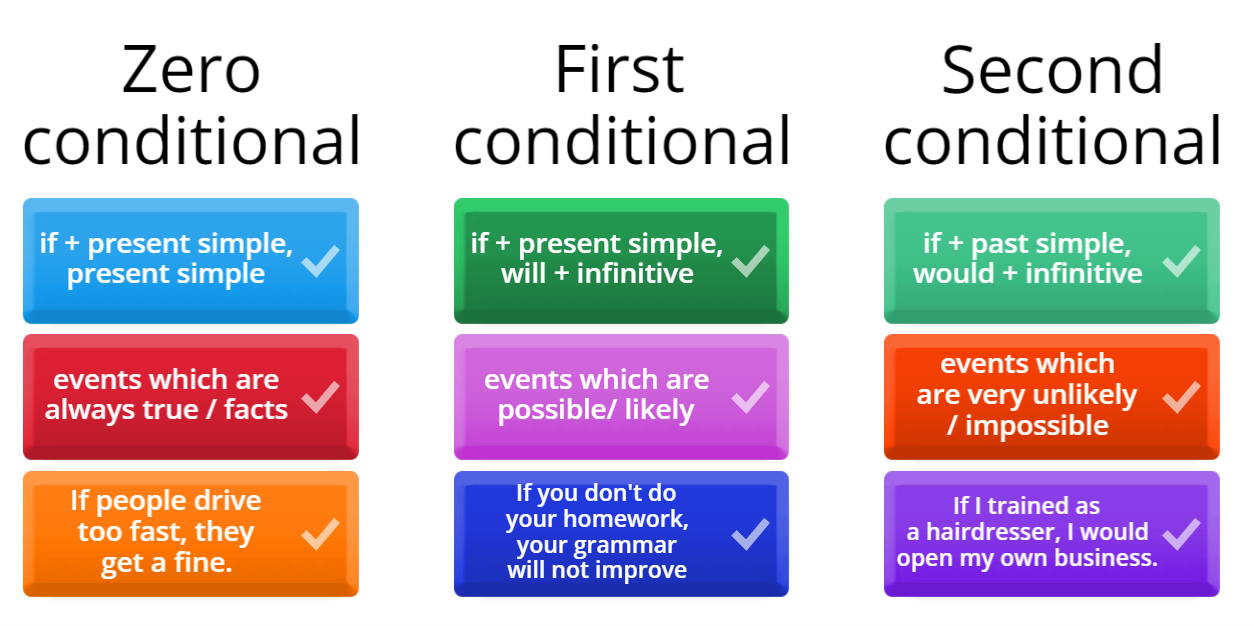 Zero
conditional
if + present simple,
present simple
events which are
always true / facts
If people drive
too fast, they
get a fine.
First
conditional
if + present simple,
will + infinitive
events which are
possible/ likely
If you don't do
your homework,
your grammar
will not improve
Second
conditional
if + past simple,
would + infinitive
events which
are very unlikely
/ impossible
If I trained as
a hairdresser, I would
open my own business.